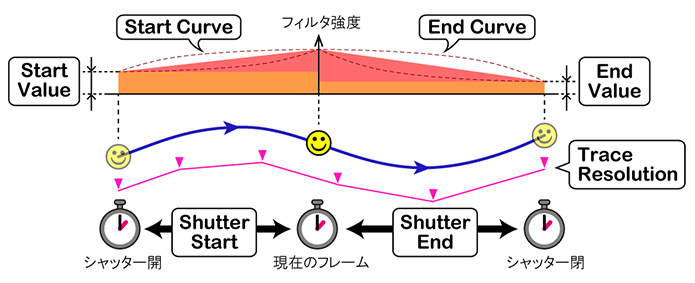 Start Curve
フィルタ強度
End Curve
Start
Value
End
Value
Trace
Resolution
Shutter
Start
Shutter
End
シャッター開
現在のフレーム
シャッター閉